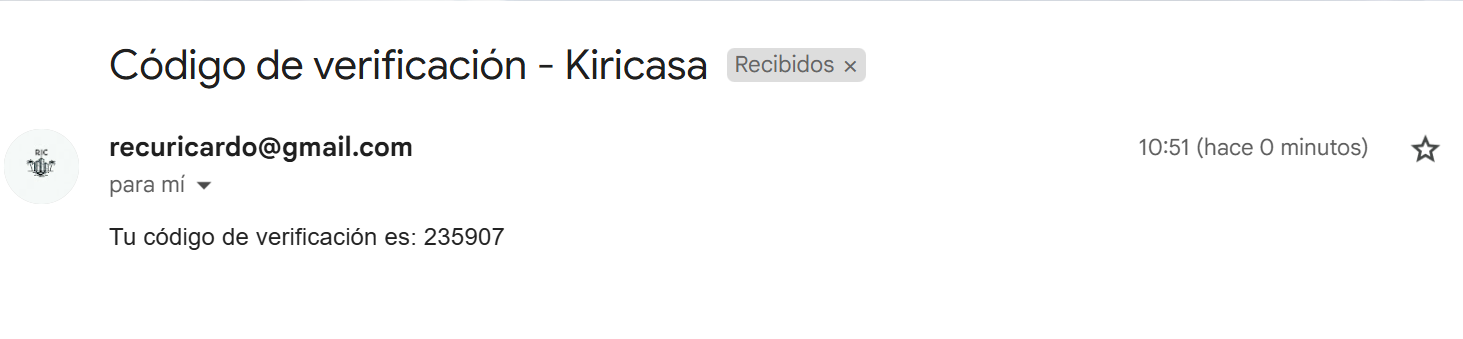 Código de verificación - Kiricasa Recibidos ×
RIC
recuricardo@gmail.com 10:51 (hace 0 minutos)
para mí
Tu código de verificación es: 235907